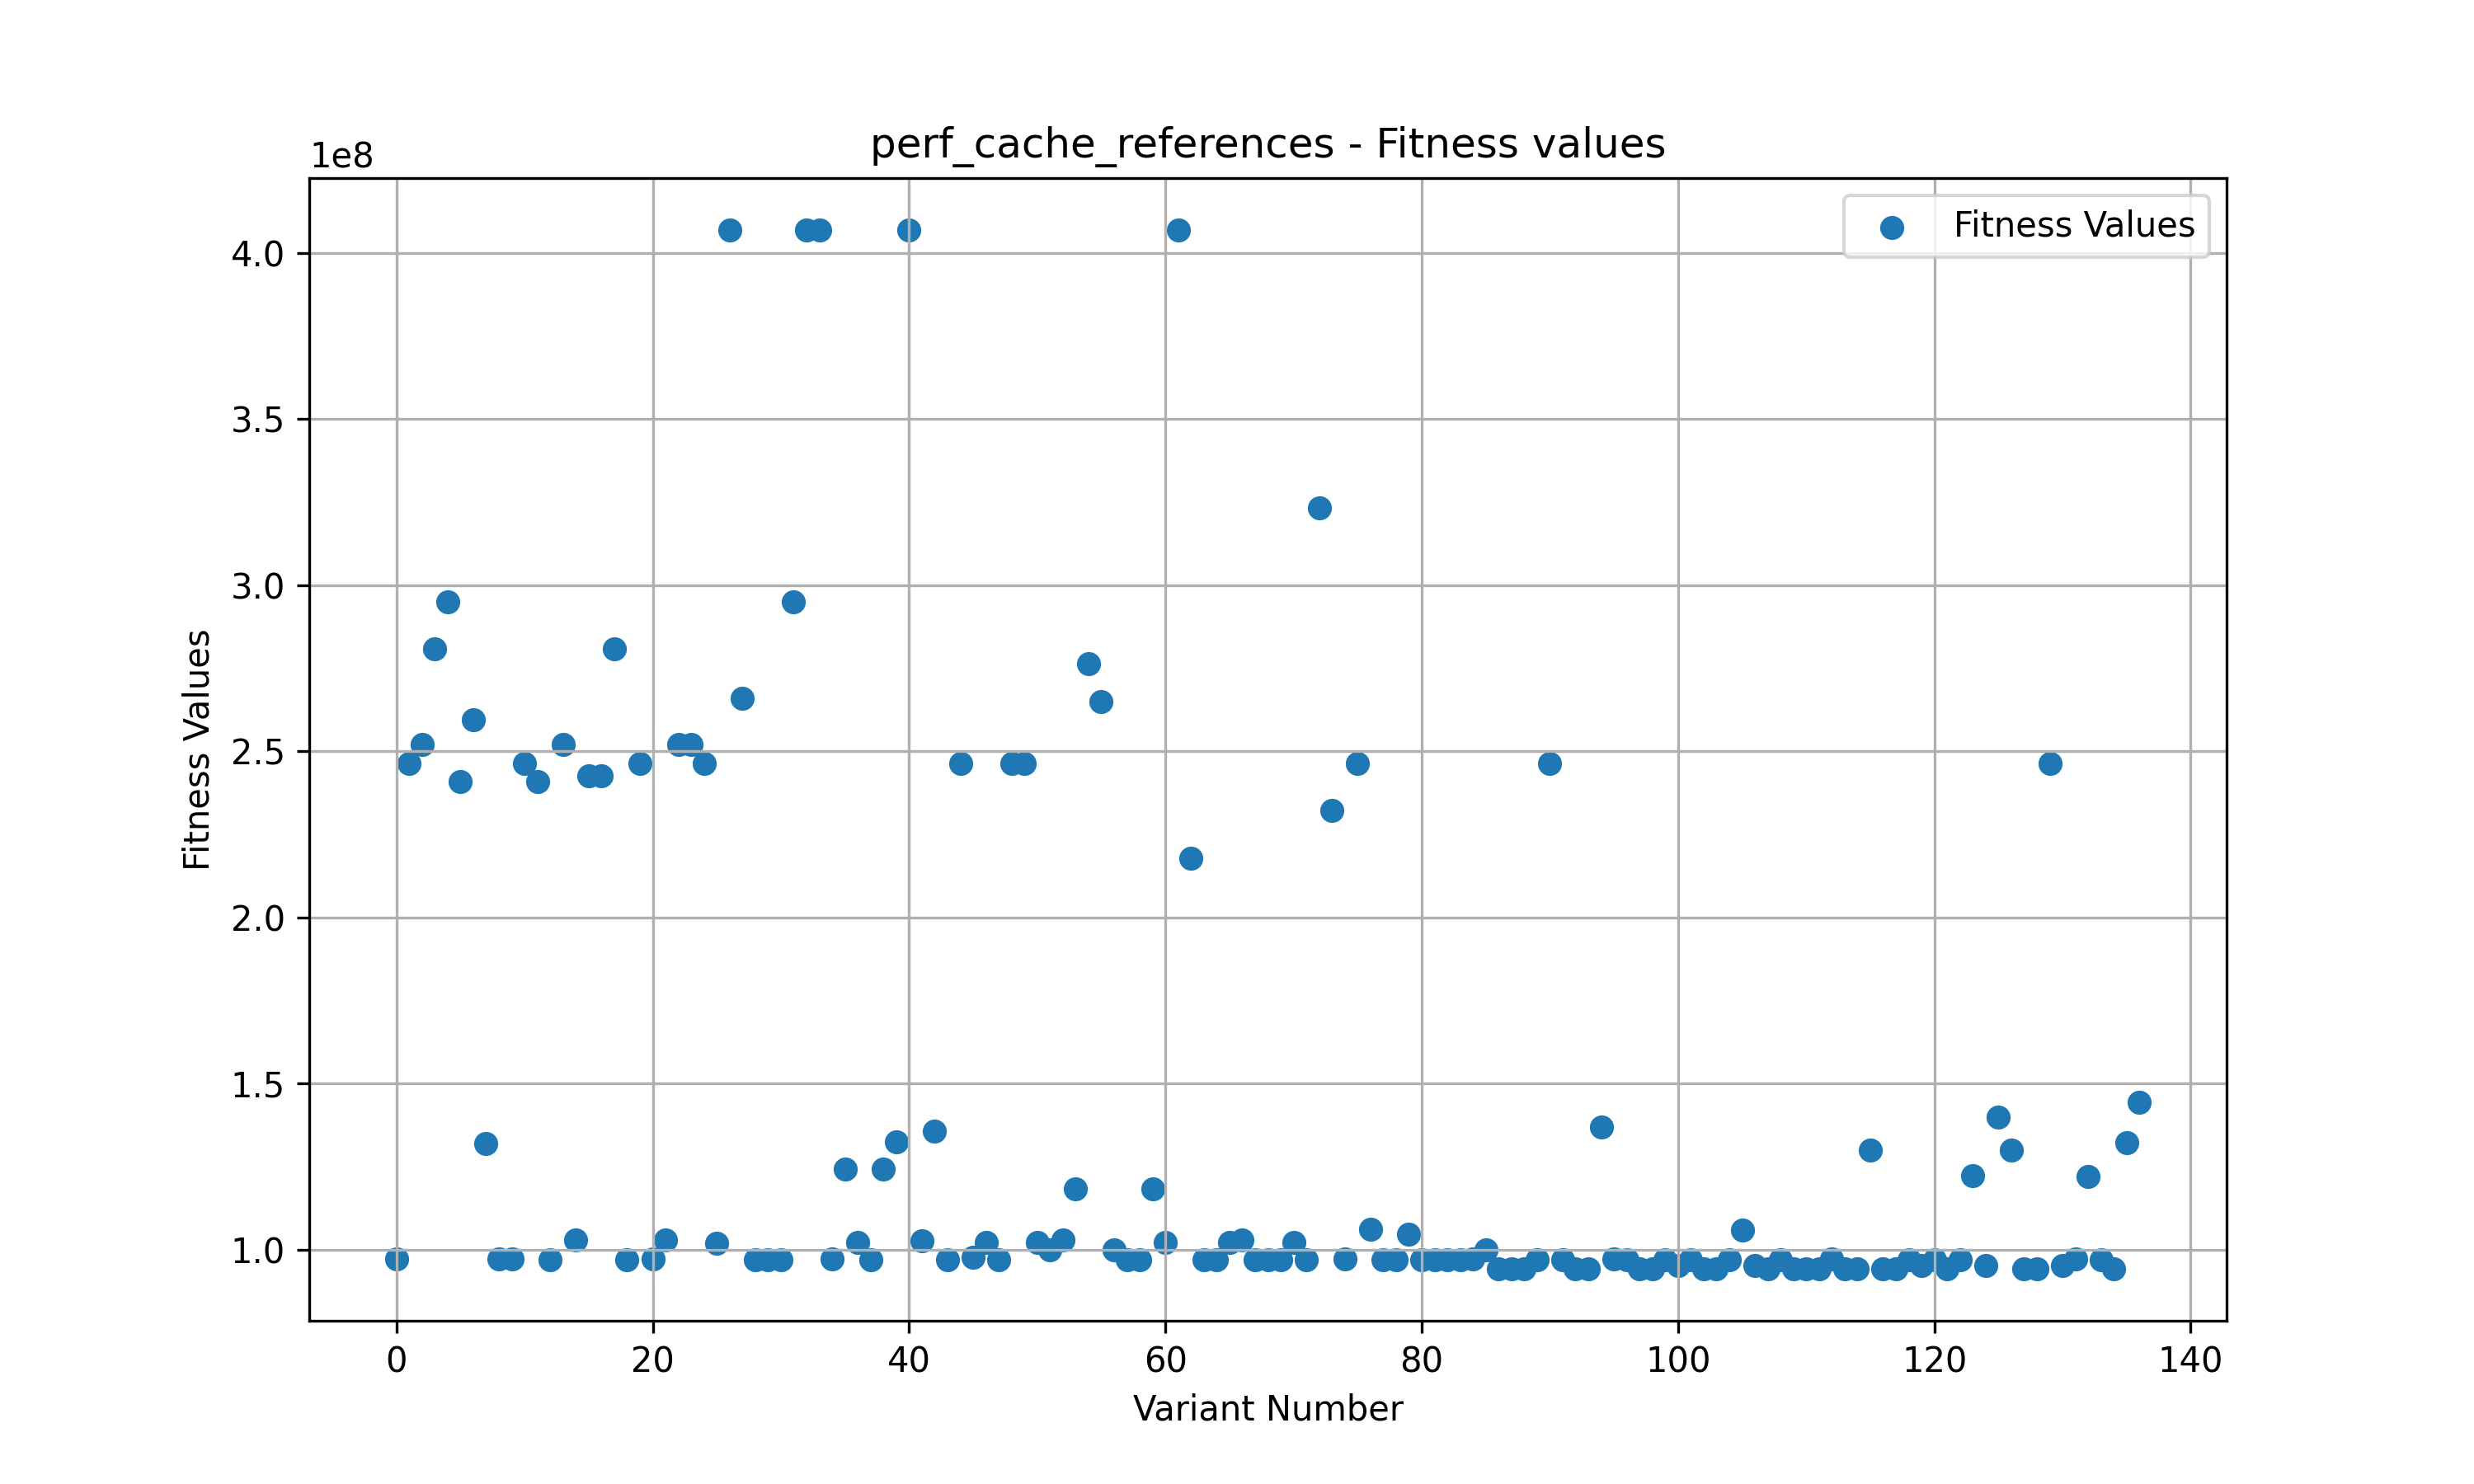 perf_cache_references - Fitness values
1e8
Fitness Values
4.0
3.5
3.0
2.5
2.0
1.5
1.0
Fitness Values
0 20 40 60 80 100 120 140
Variant Number